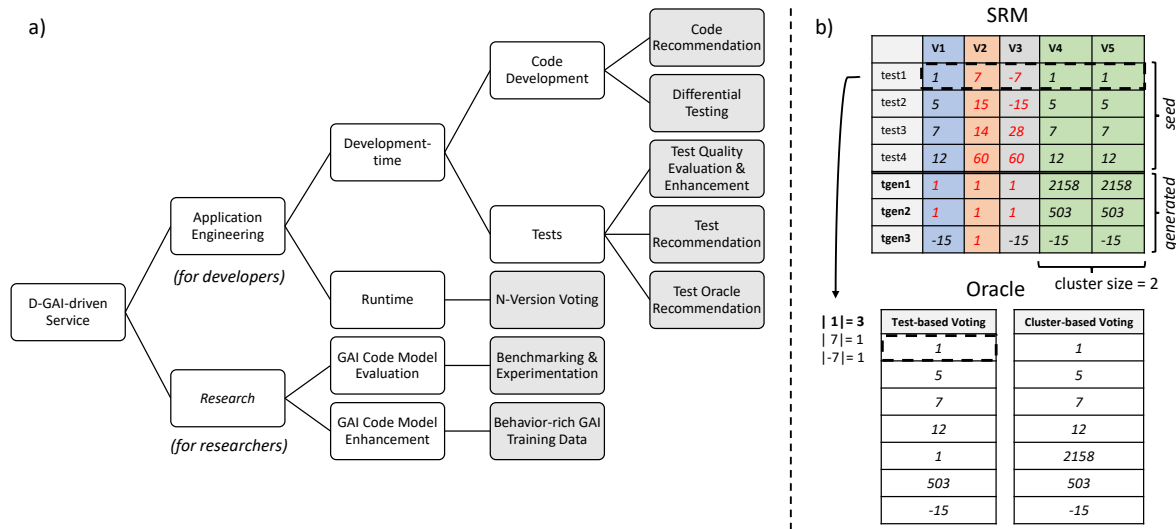 a)
Code
Recommendation
Code
Development
Differential
Testing
Development-
time
Test Quality
Evaluation &
Enhancement
Application
Engineering
Tests
Test
Recommendation
(for developers)
D-GAI-driven
Service
Runtime
N-Version Voting
Test Oracle
Recommendation
GAI Code Model
Evaluation
Benchmarking &
Experimentation
Research
GAI Code Model
Enhancement
Behavior-rich GAI
Training Data
(for researchers)
b)
SRM
V1 V2 V3 V4 V5
test1 1 7 -7 1 1
test2 5 15 -15 5 5
test3 7 14 28 7 7
test4 12 60 60 12 12
tgen1 1 1 1 2158 2158
tgen2 1 1 1 503 503
tgen3 -15 1 -15 -15 -15
seed
generated
cluster size = 2
Oracle
| 1|= 3
| 7|= 1
|-7|= 1
Test-based Voting Cluster-based Voting
1 1
5 5
7 7
12 12
1 2158
503 503
-15 -15